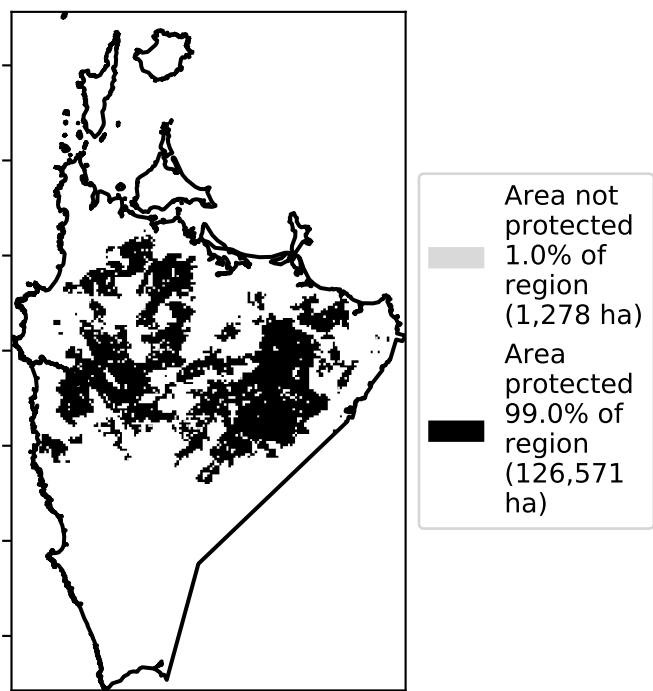 Area not
protected
1.0% of
region
(1,278 ha)
Area
protected
99.0% of
region
(126,571
ha)